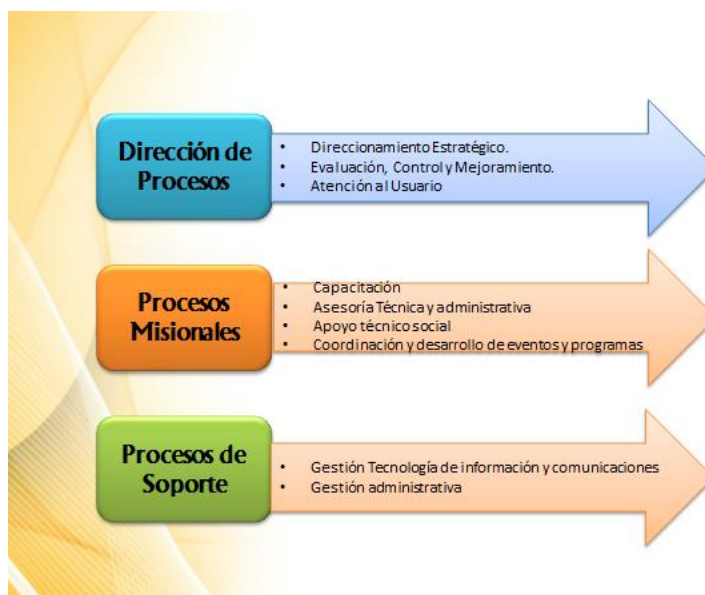 Dirección de
Procesos
• Direccionamiento Estratégico.
• Evaluación, Control y Mejoramiento.
• Atención al Usuario
Procesos
Misionales
• Capacitación
• Asesoría Técnica y administrativa
• Apoyo técnico social
• Coordinación y desarrollo de eventos y programas
Procesos de
Soporte
• Gestión Tecnología de información y comunicaciones
• Gestión administrativa